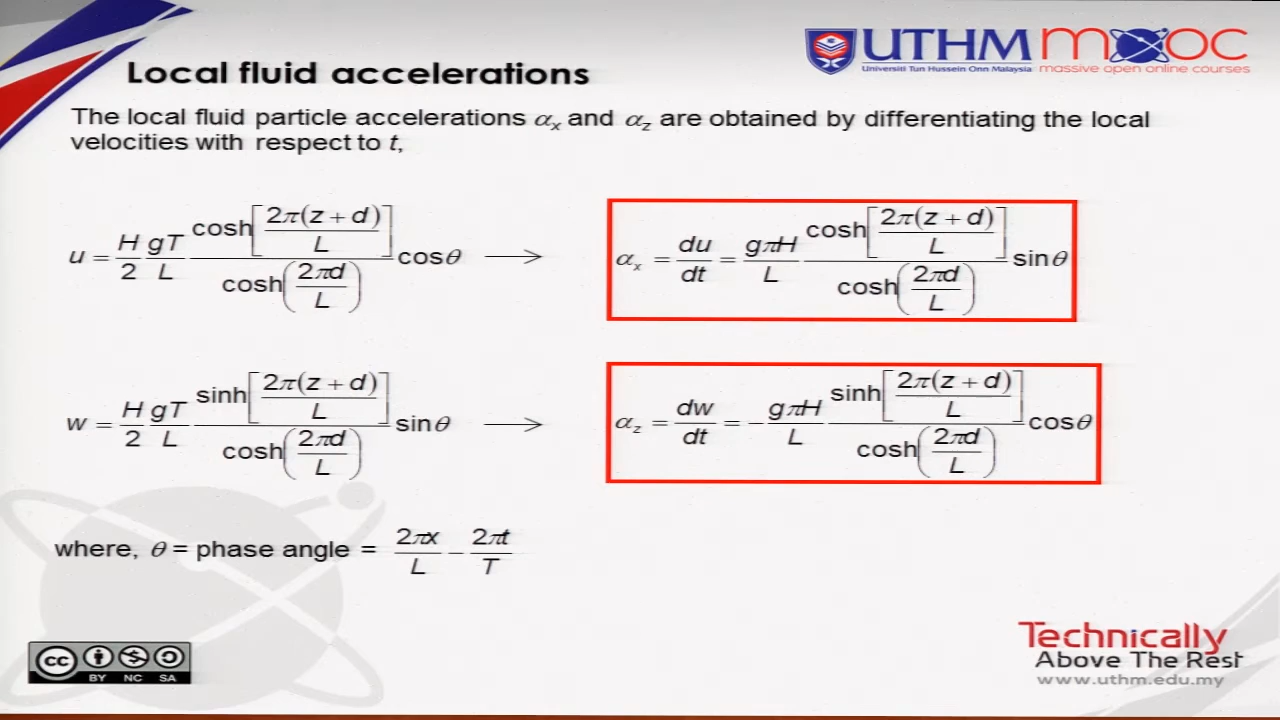 UTHM mooc
Universiti Tun Hussein Onn Malaysia massive open online courses
Local fluid accelerations
The local fluid particle accelerations αx and αz are obtained by differentiating the local
velocities with respect to t,
u = H/2 gT/L cosh[2π(z + d)/L] / cosh(2πd/L) cosθ → αx = du/dt = gπH/L cosh[2π(z + d)/L] / cosh(2πd/L) sinθ
w = H/2 gT/L sinh[2π(z + d)/L] / cosh(2πd/L) sinθ → αz = dw/dt = − gπH/L sinh[2π(z + d)/L] / cosh(2πd/L) cosθ
where, θ = phase angle = 2πx/L − 2πt/T
cc BY NC SA
Technically
Above The Rest
www.uthm.edu.my